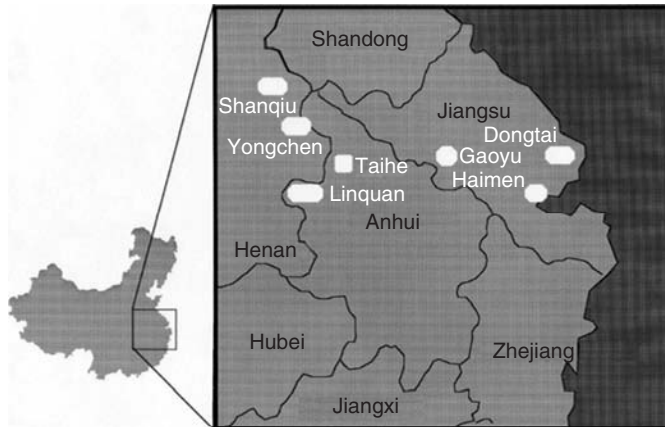 Shandong
Shanqiu
Jiangsu
Yongchen
Dongtai
Taihe
Gaoyu
Haimen
Linquan
Anhui
Henan
Hubei
Zhejiang
Jiangxi